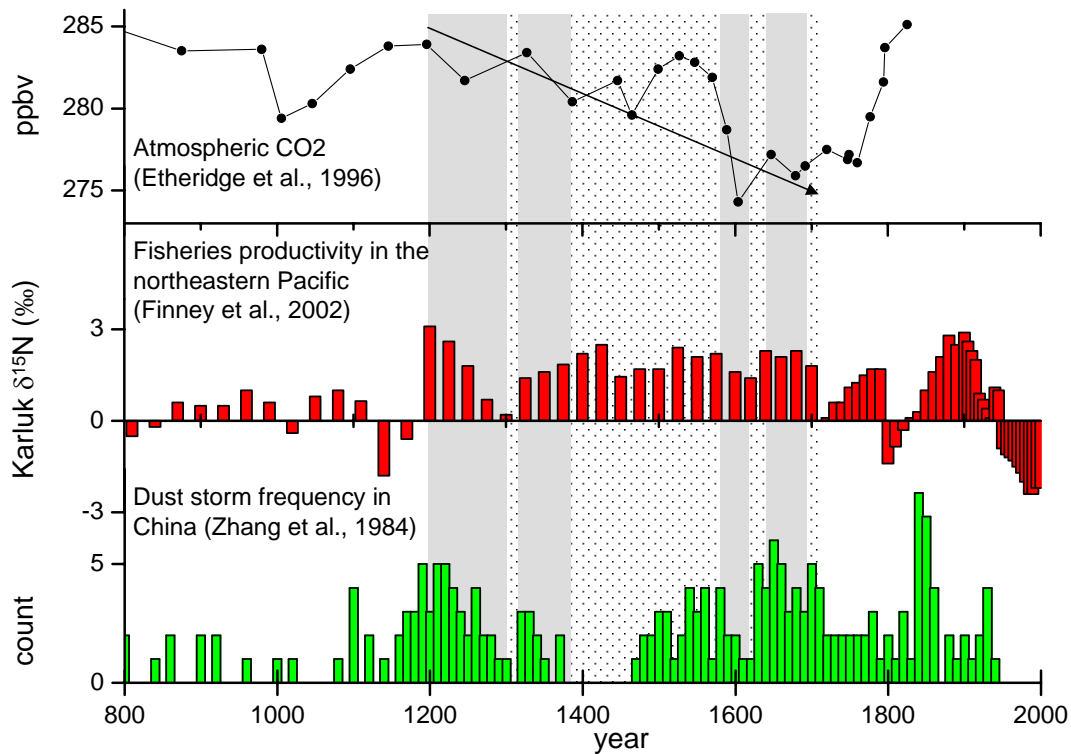 285
280
275
ppbv
Atmospheric CO2
(Etheridge et al., 1996)
Fisheries productivity in the
northeastern Pacific
(Finney et al., 2002)
3
0
-3
Karluk δ¹⁵N (‰)
Dust storm frequency in
China (Zhang et al., 1984)
5
0
count
800 1000 1200 1400 1600 1800 2000
year